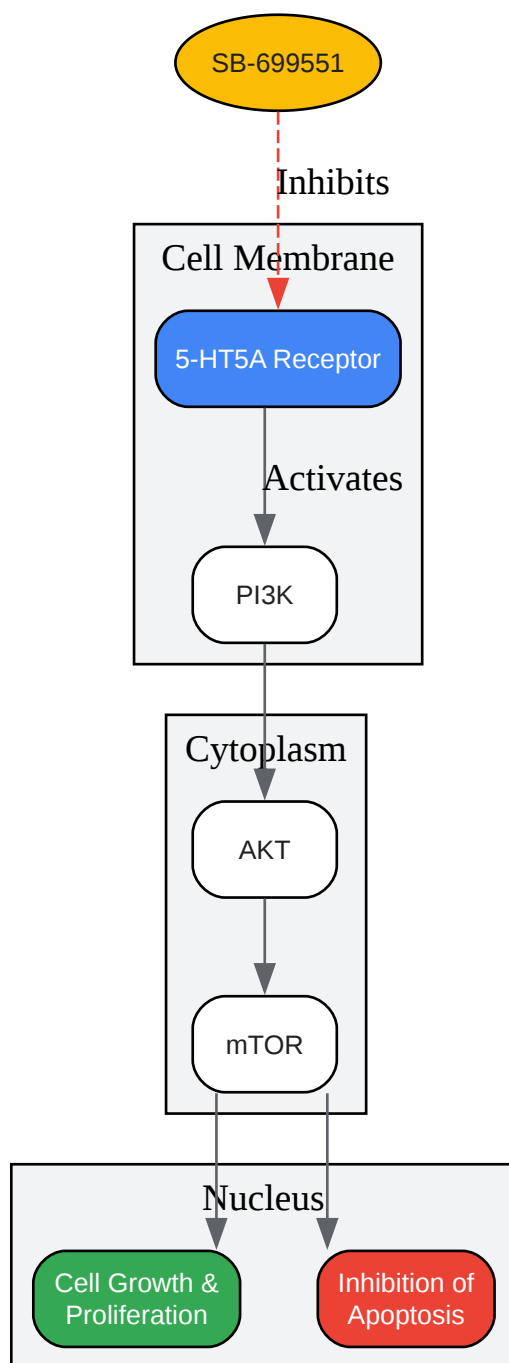 SB-699551
Inhibits
Cell Membrane
5-HT5A Receptor
Activates
PI3K
Cytoplasm
AKT
mTOR
Nucleus
Cell Growth &
Proliferation
Inhibition of
Apoptosis